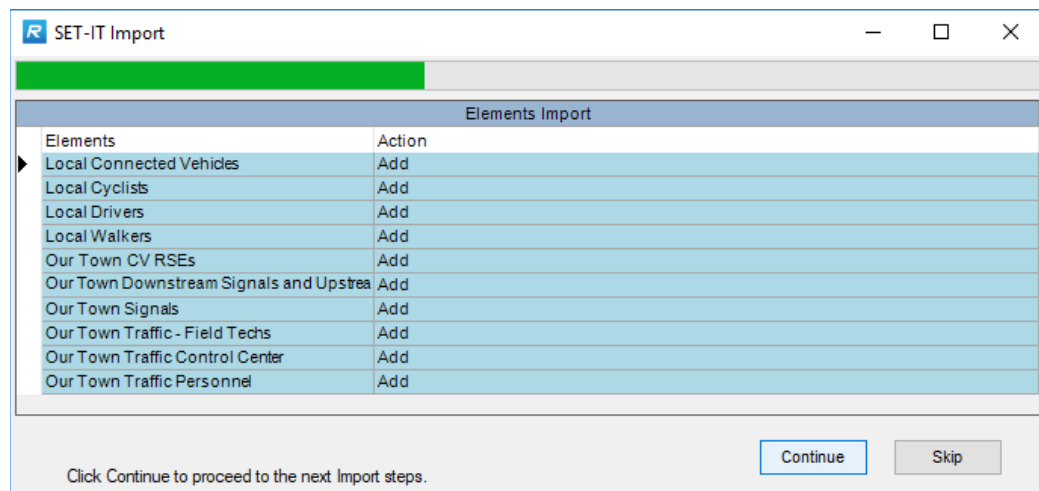 SET-IT Import
Elements Import
Elements Action
Local Connected Vehicles Add
Local Cyclists Add
Local Drivers Add
Local Walkers Add
Our Town CV RSEs Add
Our Town Downstream Signals and Upstrea Add
Our Town Signals Add
Our Town Traffic - Field Techs Add
Our Town Traffic Control Center Add
Our Town Traffic Personnel Add
Continue Skip
Click Continue to proceed to the next Import steps.